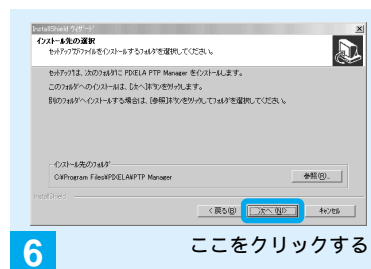 InstallShield ウィザード
インストール先の選択
セットアップがファイルをインストールするフォルダを選択してください。
セットアップは、次のフォルダに PIXELA PTP Manager をインストールします。
このフォルダへのインストールは、[次へ]ボタンをクリックします。
別のフォルダへインストールする場合は、[参照]ボタンをクリックしてフォルダを選択してください。
インストール先のフォルダ
C:¥Program Files¥PIXELA¥PTP Manager
参照(R)...
InstallShield
< 戻る(B)
次へ (N)>
キャンセル
6
ここをクリックする